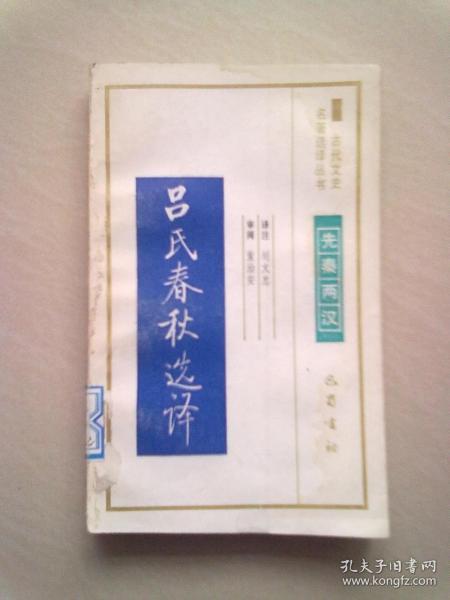 古代文史
名著选译丛书
先秦两汉
巴蜀书社
译注 刘文忠
审阅 董治安
吕氏春秋选译
孔夫子旧书网
www.kongfz.com